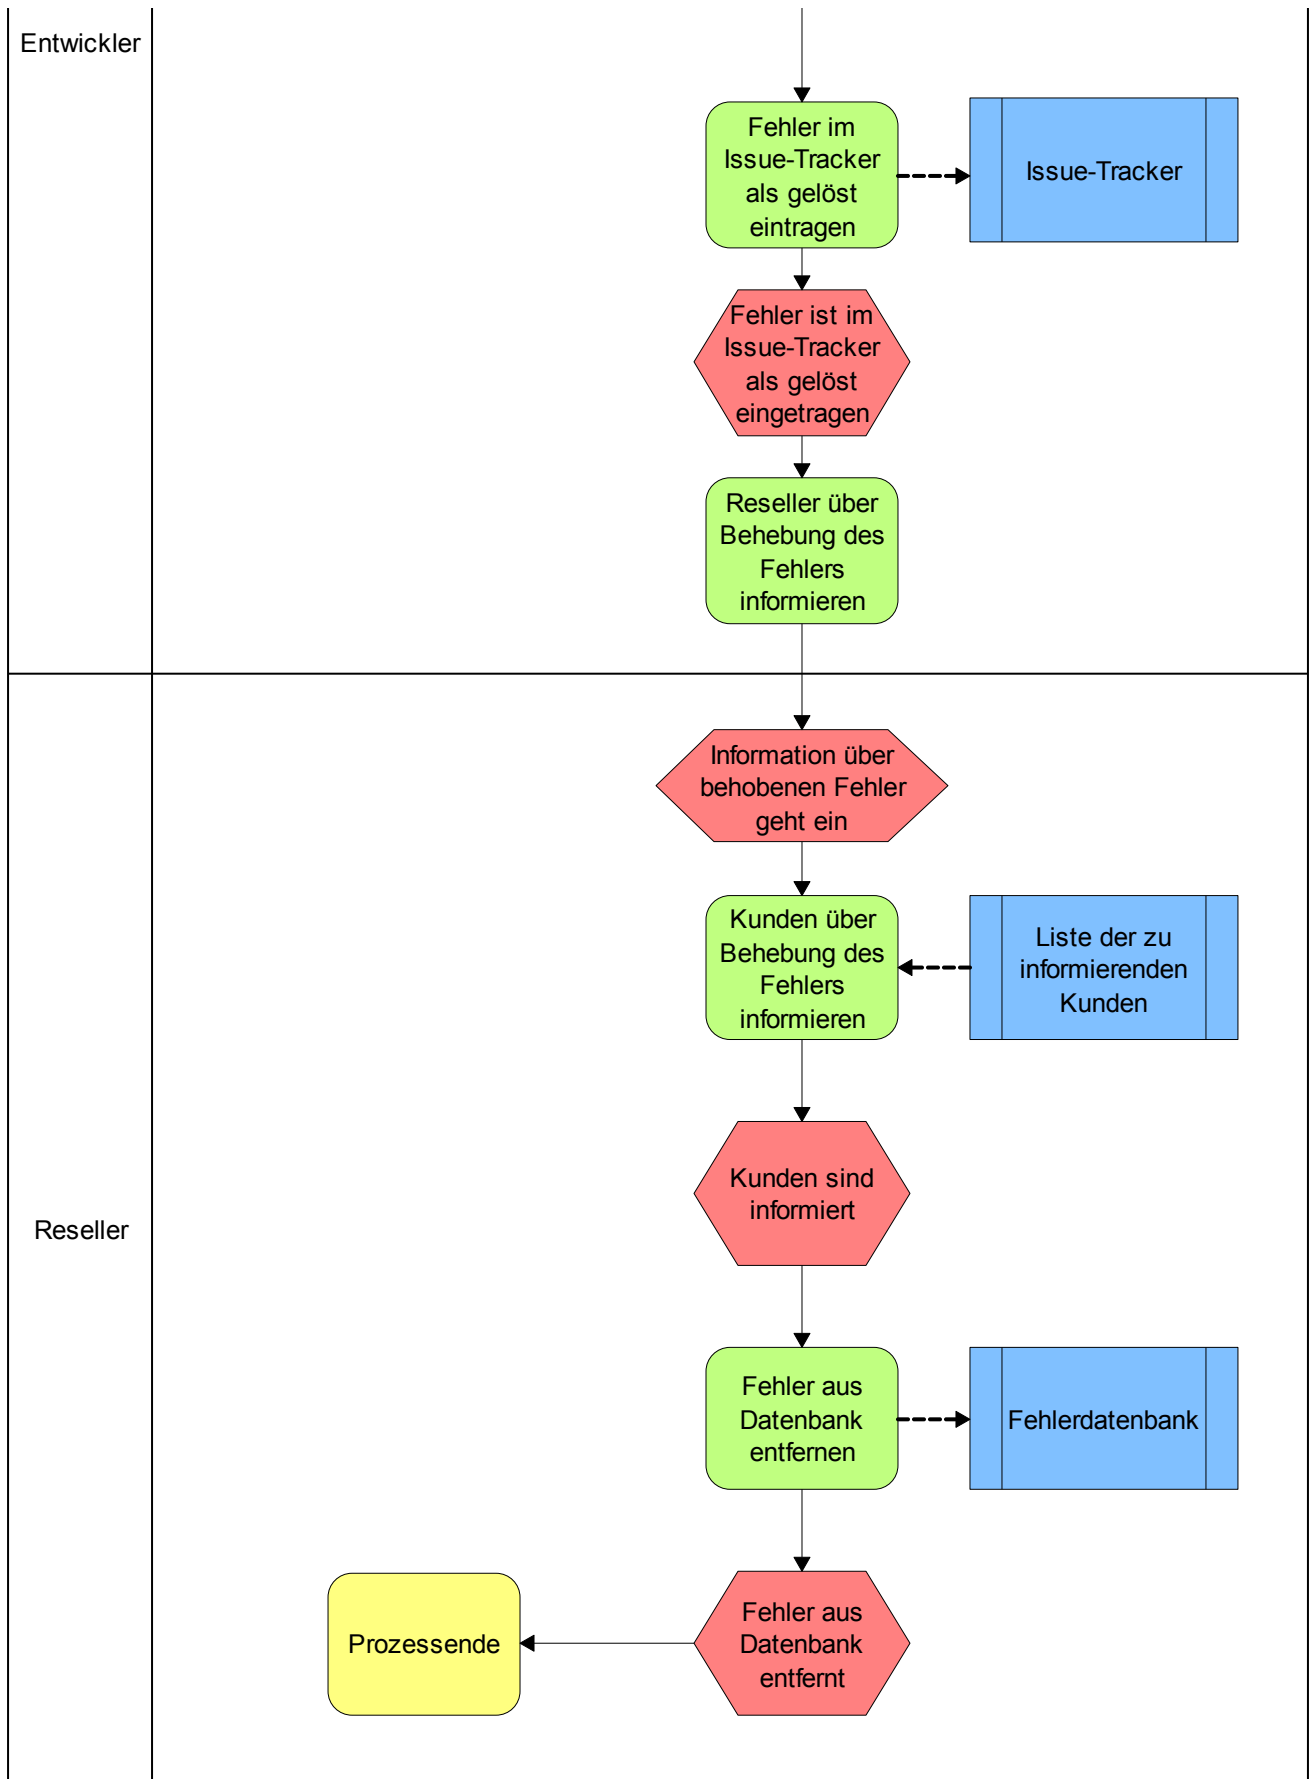 Entwickler
Fehler im
Issue-Tracker
als gelöst
eintragen
Issue-Tracker
Fehler ist im
Issue-Tracker
als gelöst
eingetragen
Reseller über
Behebung des
Fehlers
informieren
Reseller
Information über
behobenen Fehler
geht ein
Kunden über
Behebung des
Fehlers
informieren
Liste der zu
informierenden
Kunden
Kunden sind
informiert
Fehler aus
Datenbank
entfernen
Fehlerdatenbank
Fehler aus
Datenbank
entfernt
Prozessende